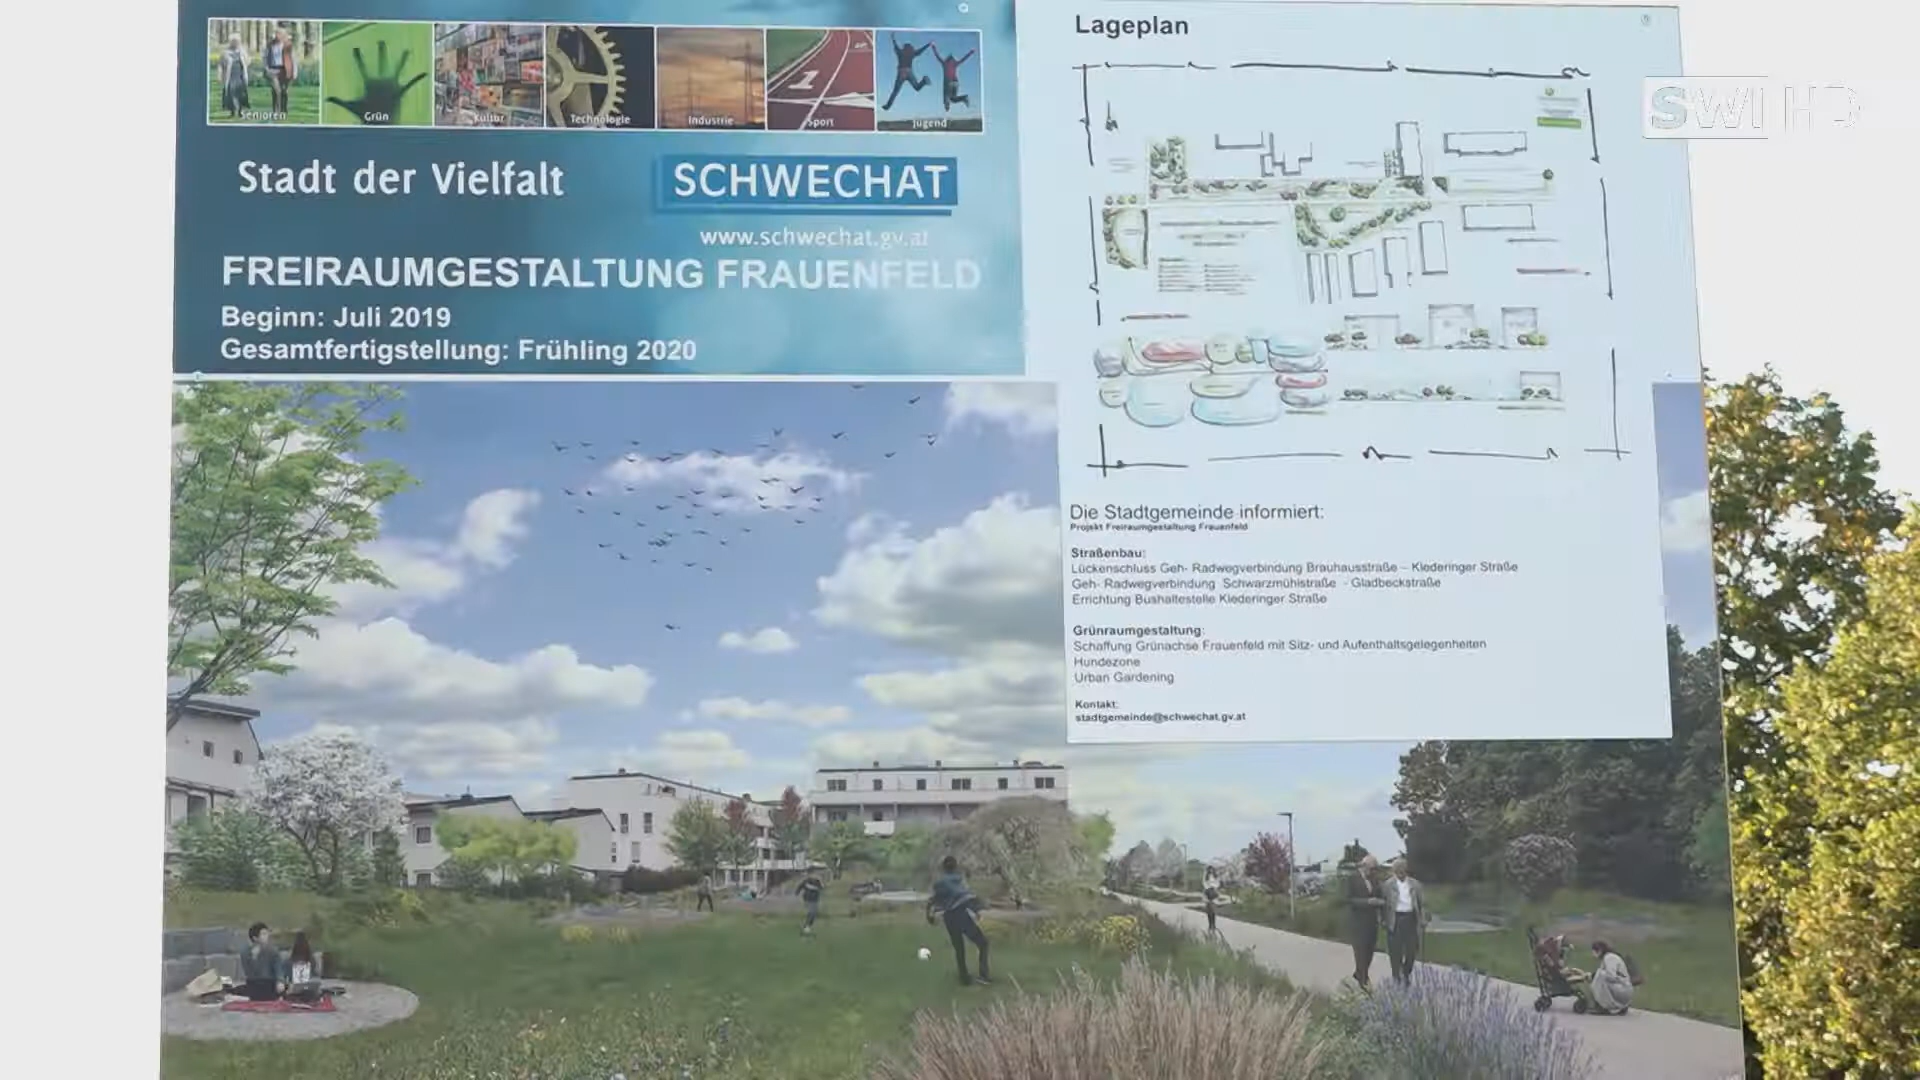 Senioren
Grün
Kultur
Technologie
Industrie
Sport
Jugend
Stadt der Vielfalt
SCHWECHAT
www.schwechat.gv.at
FREIRAUMGESTALTUNG FRAUENFELD
Beginn: Juli 2019
Gesamtfertigstellung: Frühling 2020
Lageplan
SWI HD
Die Stadtgemeinde informiert:
Projekt Freiraumgestaltung Frauenfeld
Straßenbau:
Lückenschluss Geh- Radwegverbindung Brauhausstraße – Klederinger Straße
Geh- Radwegverbindung Schwarzmühlstraße - Gladbeckstraße
Errichtung Bushaltestelle Klederinger Straße
Grünraumgestaltung:
Schaffung Grünachse Frauenfeld mit Sitz- und Aufenthaltsgelegenheiten
Hundezone
Urban Gardening
Kontakt:
stadtgemeinde@schwechat.gv.at